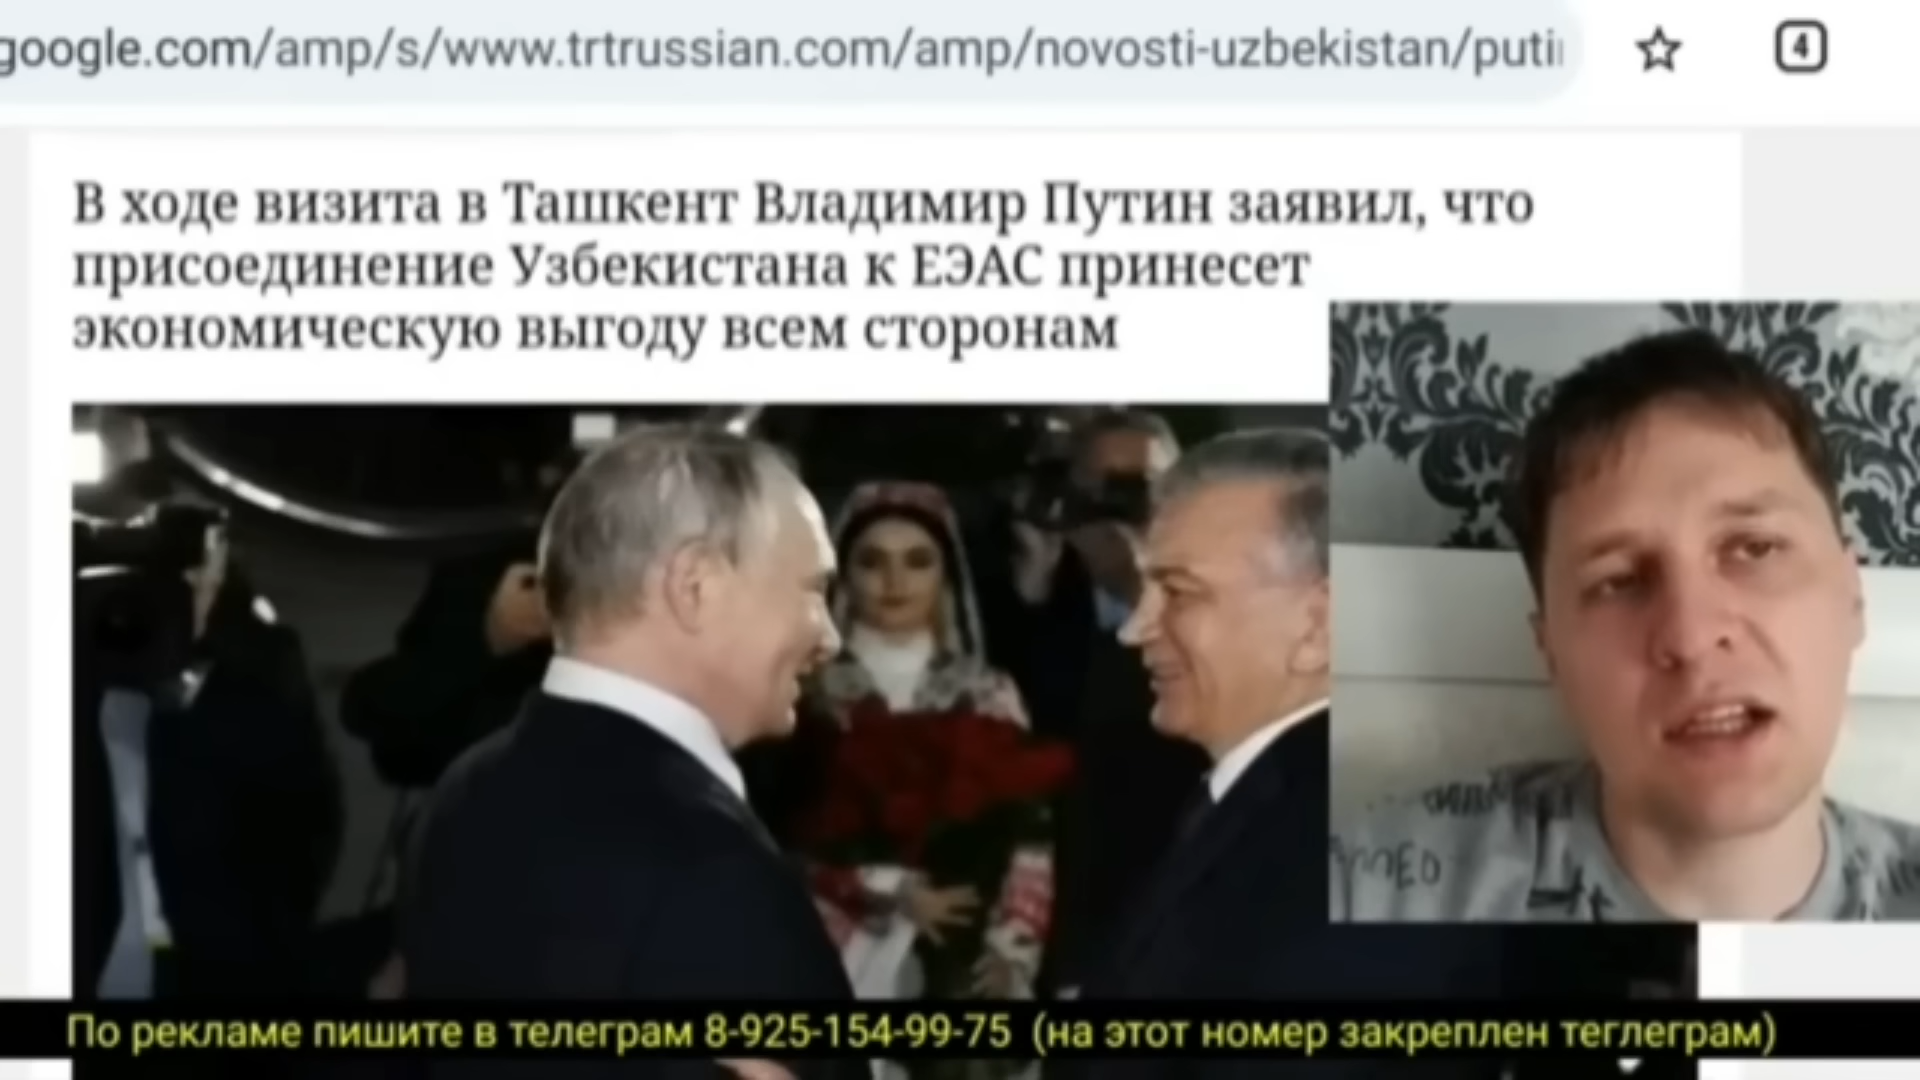 google.com/amp/s/www.trtrussian.com/amp/novosti-uzbekistan/puti
4
В ходе визита в Ташкент Владимир Путин заявил, что
присоединение Узбекистана к ЕЭАС принесет
экономическую выгоду всем сторонам
По рекламе пишите в телеграм 8-925-154-99-75 (на этот номер закреплен теглеграм)